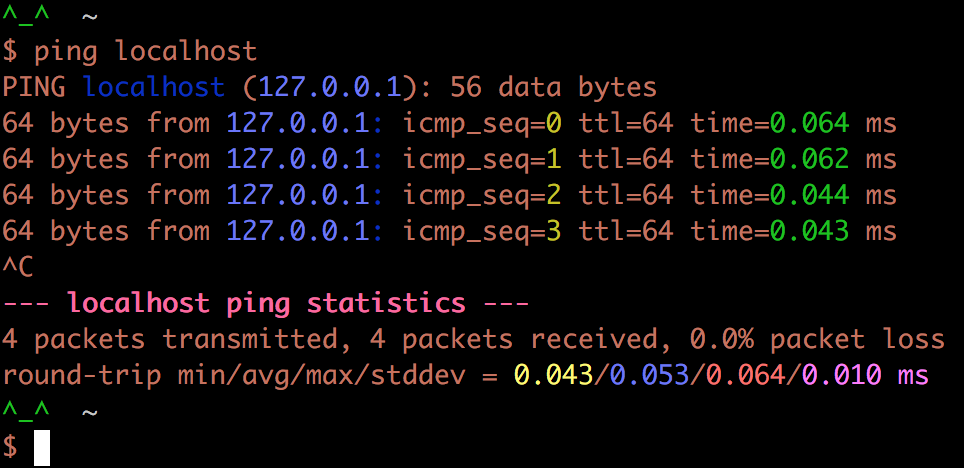 ^_^  ~
$ ping localhost
PING localhost (127.0.0.1): 56 data bytes
64 bytes from 127.0.0.1: icmp_seq=0 ttl=64 time=0.064 ms
64 bytes from 127.0.0.1: icmp_seq=1 ttl=64 time=0.062 ms
64 bytes from 127.0.0.1: icmp_seq=2 ttl=64 time=0.044 ms
64 bytes from 127.0.0.1: icmp_seq=3 ttl=64 time=0.043 ms
^C
--- localhost ping statistics ---
4 packets transmitted, 4 packets received, 0.0% packet loss
round-trip min/avg/max/stddev = 0.043/0.053/0.064/0.010 ms
^_^  ~
$